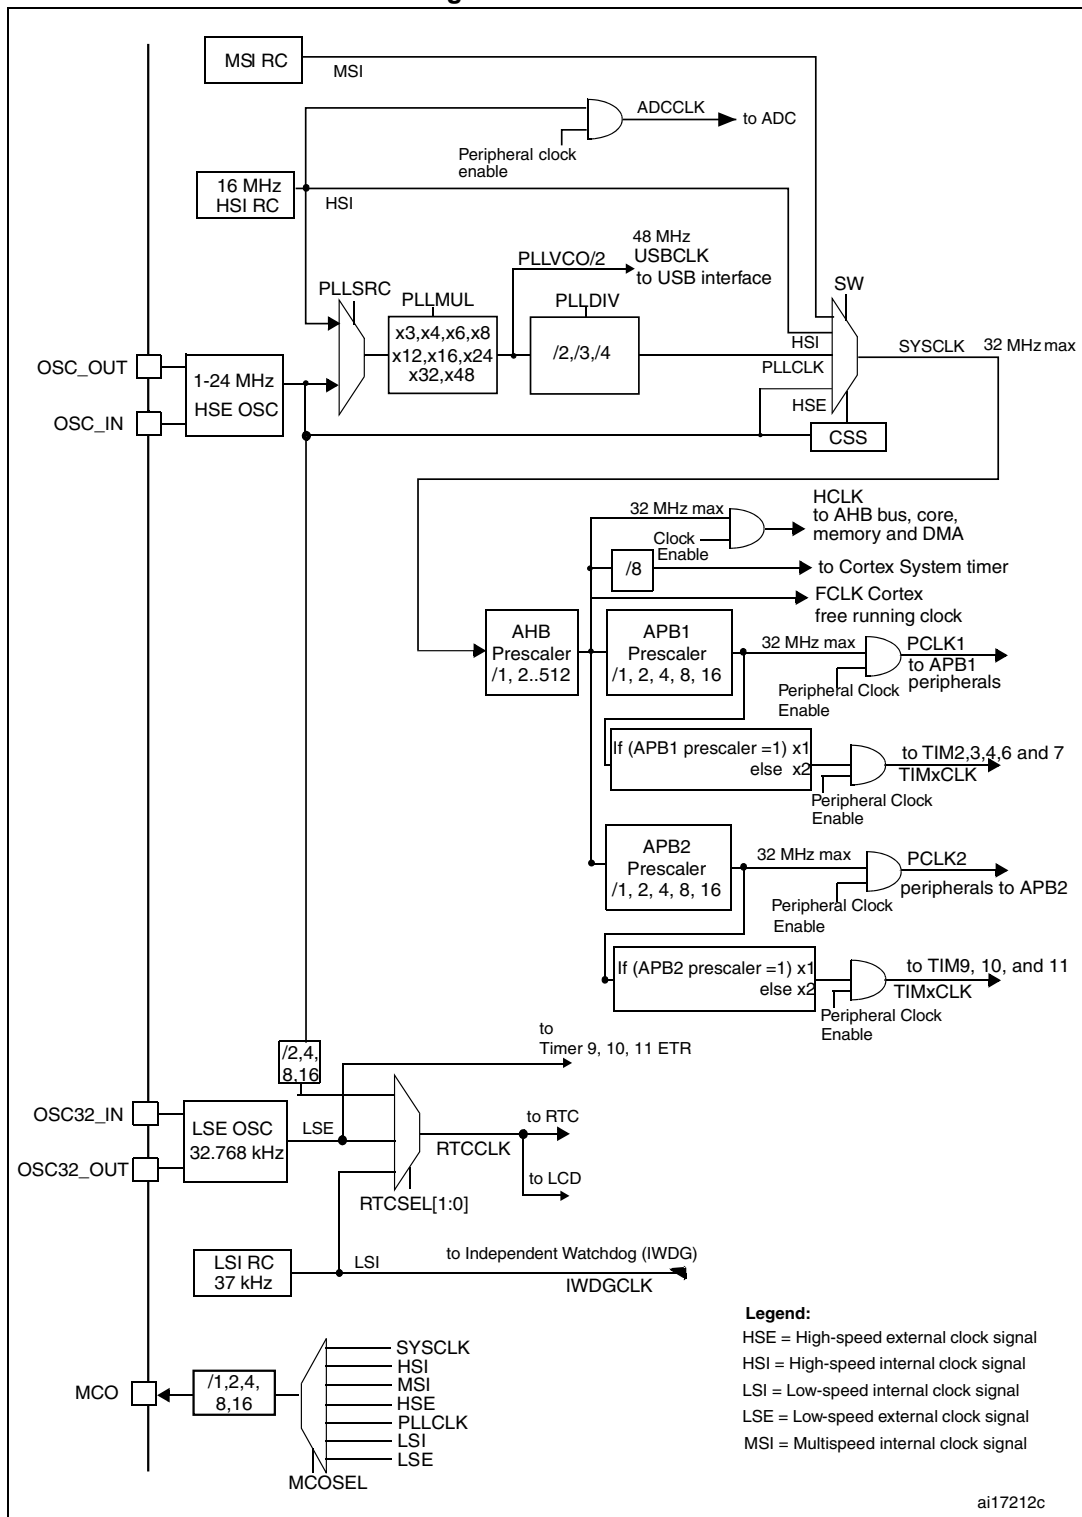 MSI RC
MSI
ADCCLK
to ADC
Peripheral clock
enable
16 MHz
HSI RC
HSI
48 MHz
USBCLK
to USB interface
PLLVCO/2
PLLSRC
PLLMUL
PLLDIV
SW
x3,x4,x6,x8
x12,x16,x24
x32,x48
/2,/3,/4
HSI
PLLCLK
HSE
SYSCLK
32 MHz max
OSC_OUT
OSC_IN
1-24 MHz
HSE OSC
CSS
32 MHz max
HCLK
to AHB bus, core,
memory and DMA
Clock
Enable
/8
to Cortex System timer
FCLK Cortex
free running clock
AHB
Prescaler
/1, 2..512
APB1
Prescaler
/1, 2, 4, 8, 16
32 MHz max
PCLK1
to APB1
peripherals
Peripheral Clock
Enable
If (APB1 prescaler =1) x1
else x2
to TIM2,3,4,6 and 7
TIMxCLK
Peripheral Clock
Enable
APB2
Prescaler
/1, 2, 4, 8, 16
32 MHz max
PCLK2
peripherals to APB2
Peripheral Clock
Enable
If (APB2 prescaler =1) x1
else x2
to TIM9, 10, and 11
TIMxCLK
Peripheral Clock
Enable
/2,4,
8,16
to
Timer 9, 10, 11 ETR
OSC32_IN
OSC32_OUT
LSE OSC
32.768 kHz
LSE
RTCCLK
to RTC
to LCD
RTCSEL[1:0]
LSI RC
37 kHz
LSI
to Independent Watchdog (IWDG)
IWDGCLK
MCO
/1,2,4,
8,16
SYSCLK
HSI
MSI
HSE
PLLCLK
LSI
LSE
MCOSEL
Legend:
HSE = High-speed external clock signal
HSI = High-speed internal clock signal
LSI = Low-speed internal clock signal
LSE = Low-speed external clock signal
MSI = Multispeed internal clock signal
ai17212c